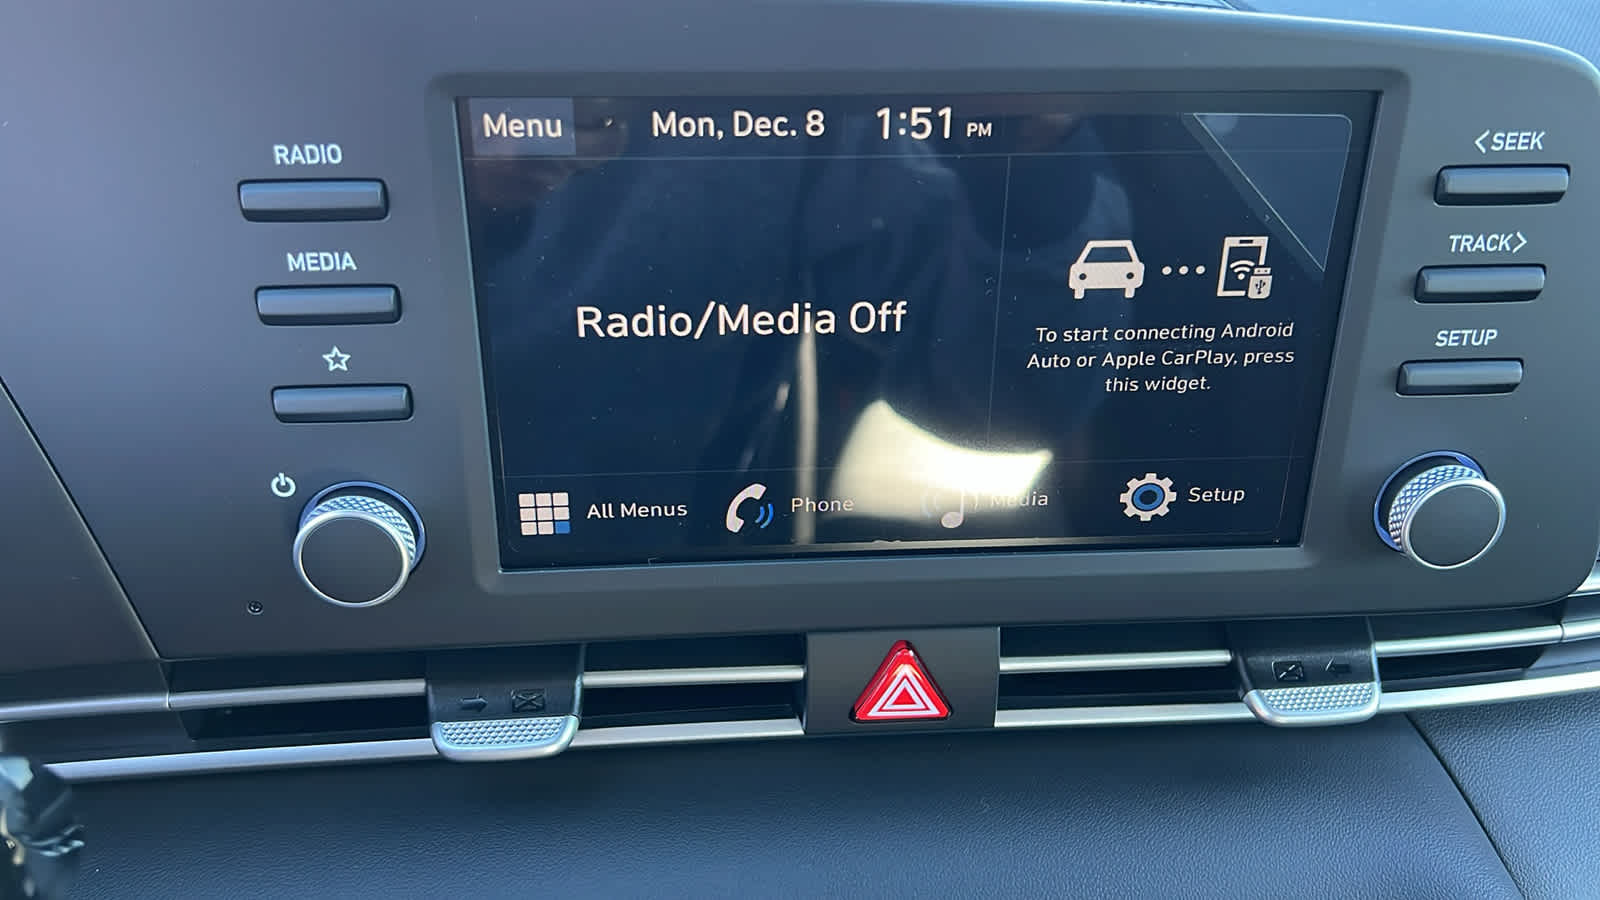 Menu
Mon, Dec. 8
1:51 PM
RADIO
MEDIA
Radio/Media Off
To start connecting Android
Auto or Apple CarPlay, press
this widget.
All Menus
Phone
Media
Setup
<SEEK
TRACK>
SETUP